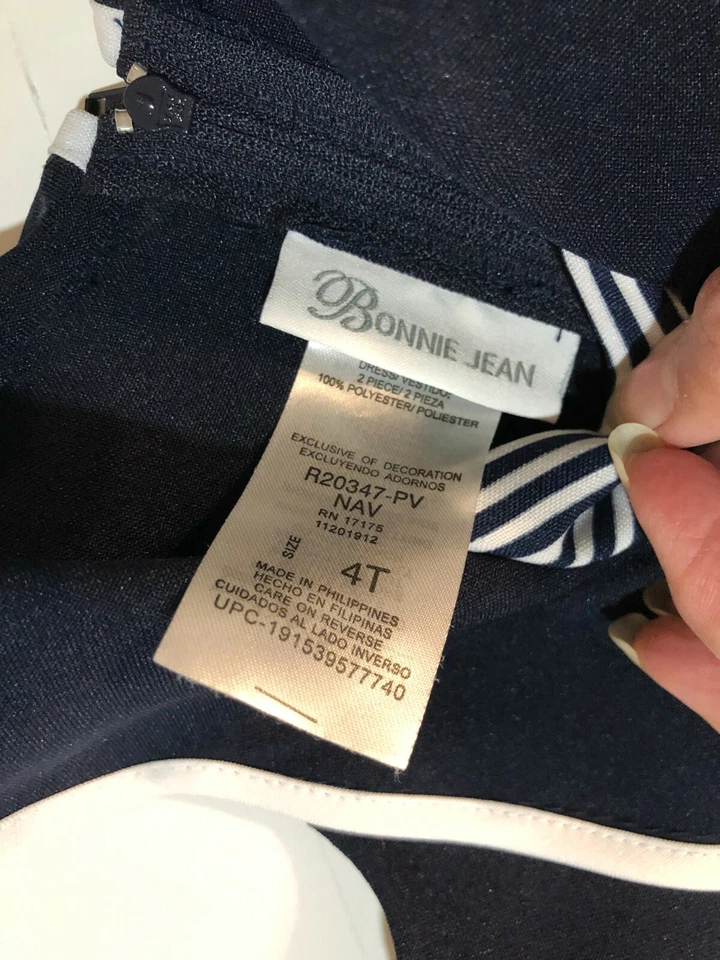 BONNIE JEAN
DRESS/VESTIDO:
2 PIECE/2 PIEZA
100% POLYESTER/POLIESTER
EXCLUSIVE OF DECORATION
EXCLUYENDO ADORNOS
R20347-PV
NAV
RN 17175
11201912
SIZE 4T
MADE IN PHILIPPINES
HECHO EN FILIPINAS
CARE ON REVERSE
CUIDADOS AL LADO INVERSO
UPC-191539577740